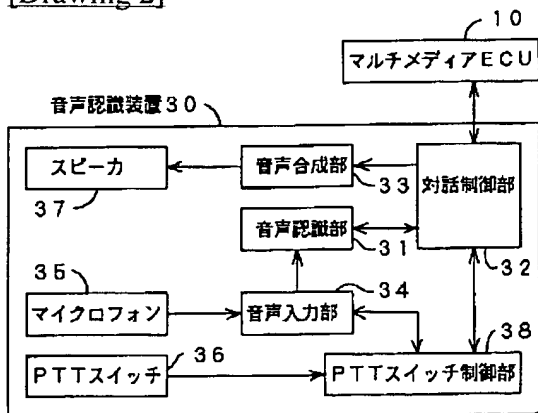 [Drawing 2]
10
マルチメディアECU
音声認識装置30
スピーカ
37
音声合成部
33
対話制御部
32
音声認識部
31
35
マイクロフォン
34
音声入力部
36
PTTスイッチ
38
PTTスイッチ制御部